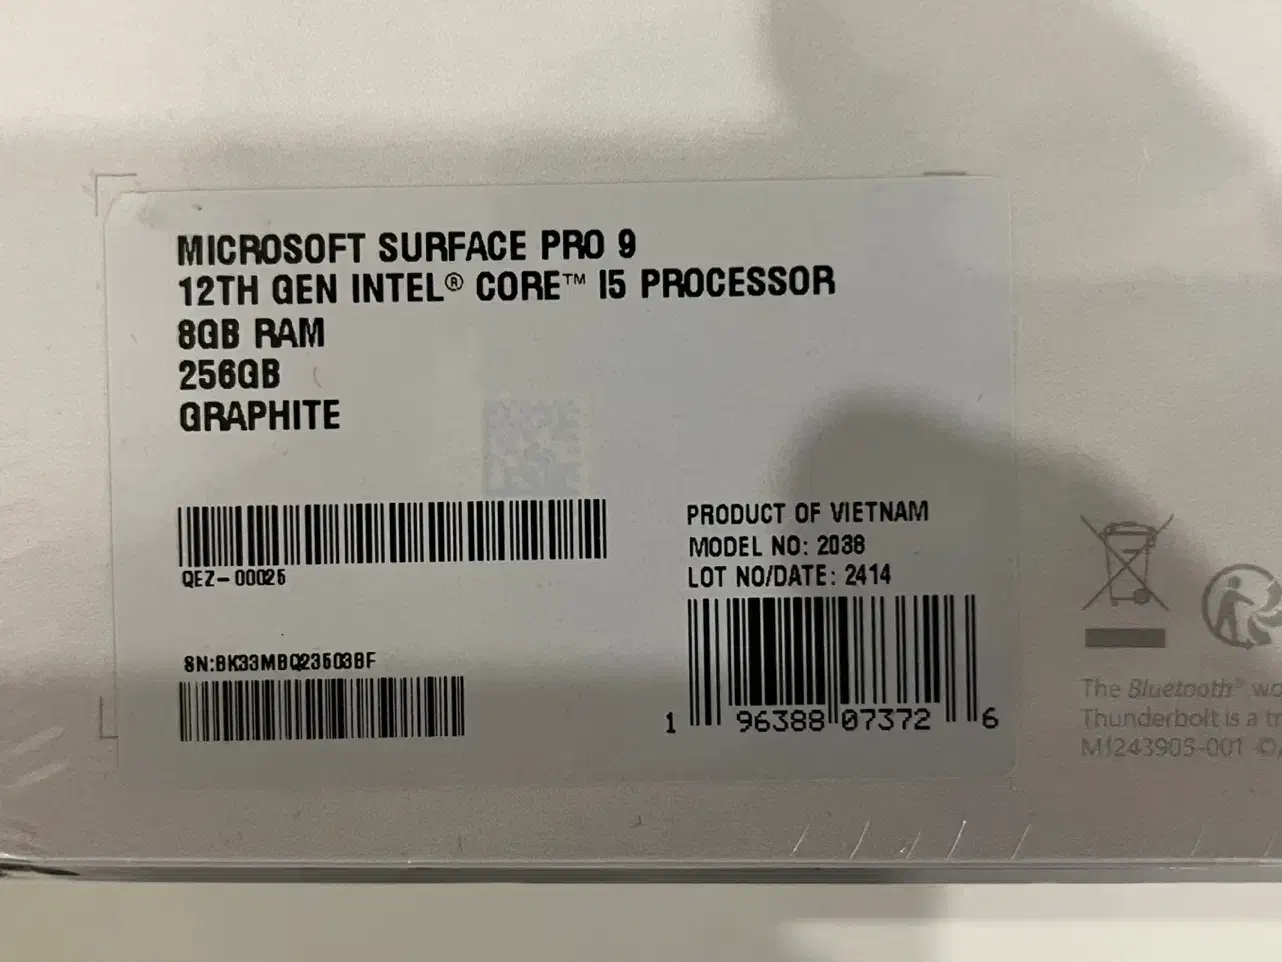 MICROSOFT SURFACE PRO 9
12TH GEN INTEL® CORE™ I5 PROCESSOR
8GB RAM
256GB
GRAPHITE
QEZ-00025
SN:
PRODUCT OF VIETNAM
MODEL NO: 2038
LOT NO/DATE: 2414
1 96388 07372 6
The Bluetooth® wo
Thunderbolt is a tr
M1243905-001 ©